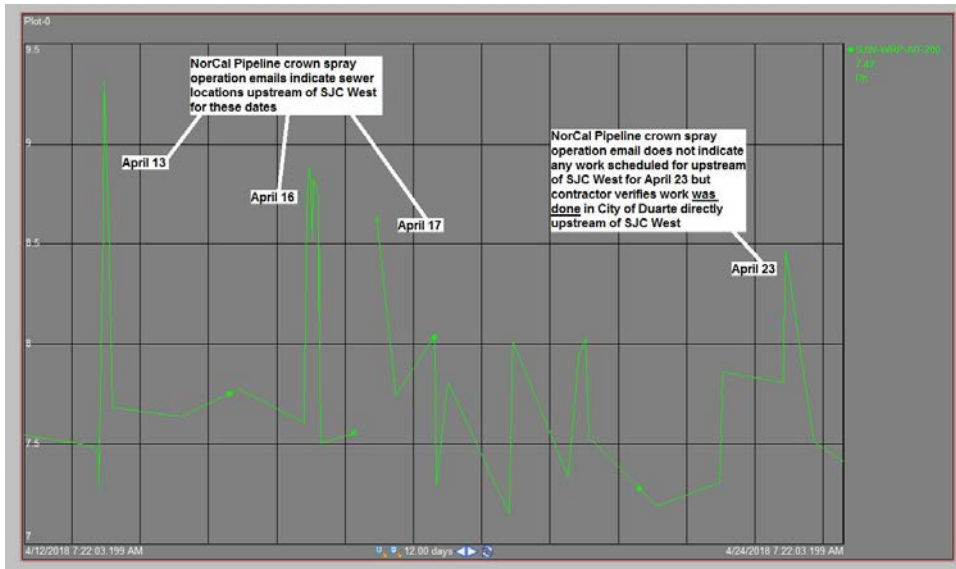 Plot-0
9.5
NorCal Pipeline crown spray
operation emails indicate sewer
locations upstream of SJC West
for these dates
7.47
Ph
9
NorCal Pipeline crown spray
operation email does not indicate
any work scheduled for upstream
of SJC West for April 23 but
contractor verifies work was
done in City of Duarte directly
upstream of SJC West
April 13
April 16
April 17
8.5
April 23
8
7.5
7
4/12/2018 7:22:03.199 AM
12.00 days
4/24/2018 7:22:03.199 AM